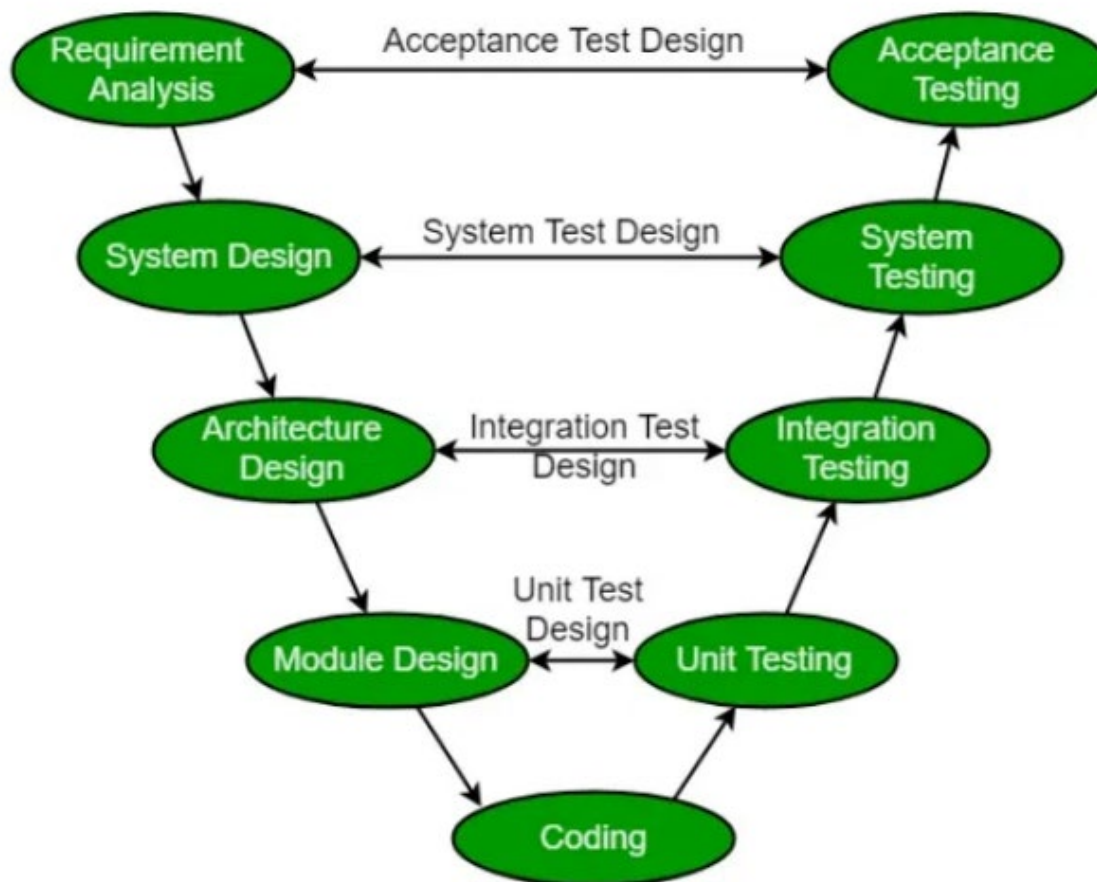 Requirement
Analysis
Acceptance Test Design
Acceptance
Testing
System Design
System Test Design
System
Testing
Architecture
Design
Integration Test
Design
Integration
Testing
Module Design
Unit Test
Design
Unit Testing
Coding